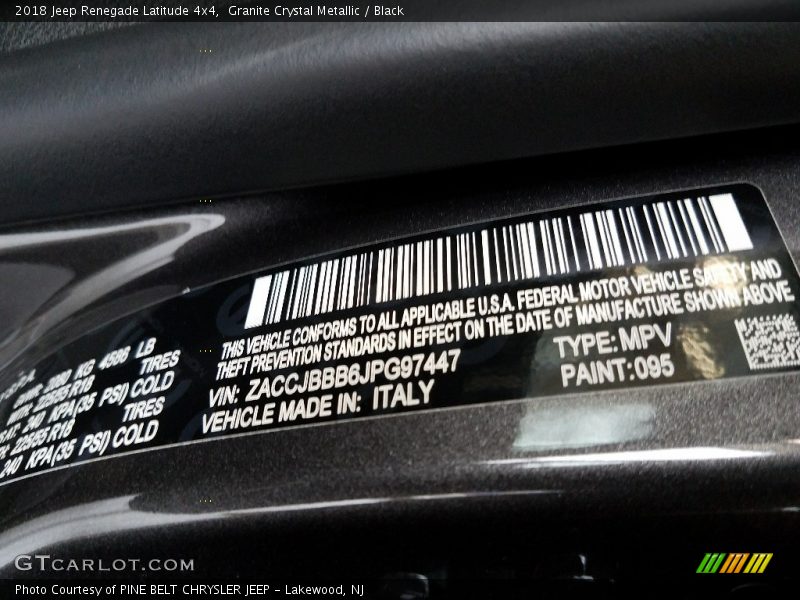 2018 Jeep Renegade Latitude 4x4, Granite Crystal Metallic / Black
THIS VEHICLE CONFORMS TO ALL APPLICABLE U.S.A. FEDERAL MOTOR VEHICLE SAFETY AND
THEFT PREVENTION STANDARDS IN EFFECT ON THE DATE OF MANUFACTURE SHOWN ABOVE
VIN: ZACCJBBB6JPG97447
TYPE: MPV
VEHICLE MADE IN: ITALY
PAINT: 095
KG 4586 LB
TIRES
240 KPA(35 PSI) COLD
TIRES
240 KPA(35 PSI) COLD
GTCARLOT.COM
Photo Courtesy of PINE BELT CHRYSLER JEEP - Lakewood, NJ